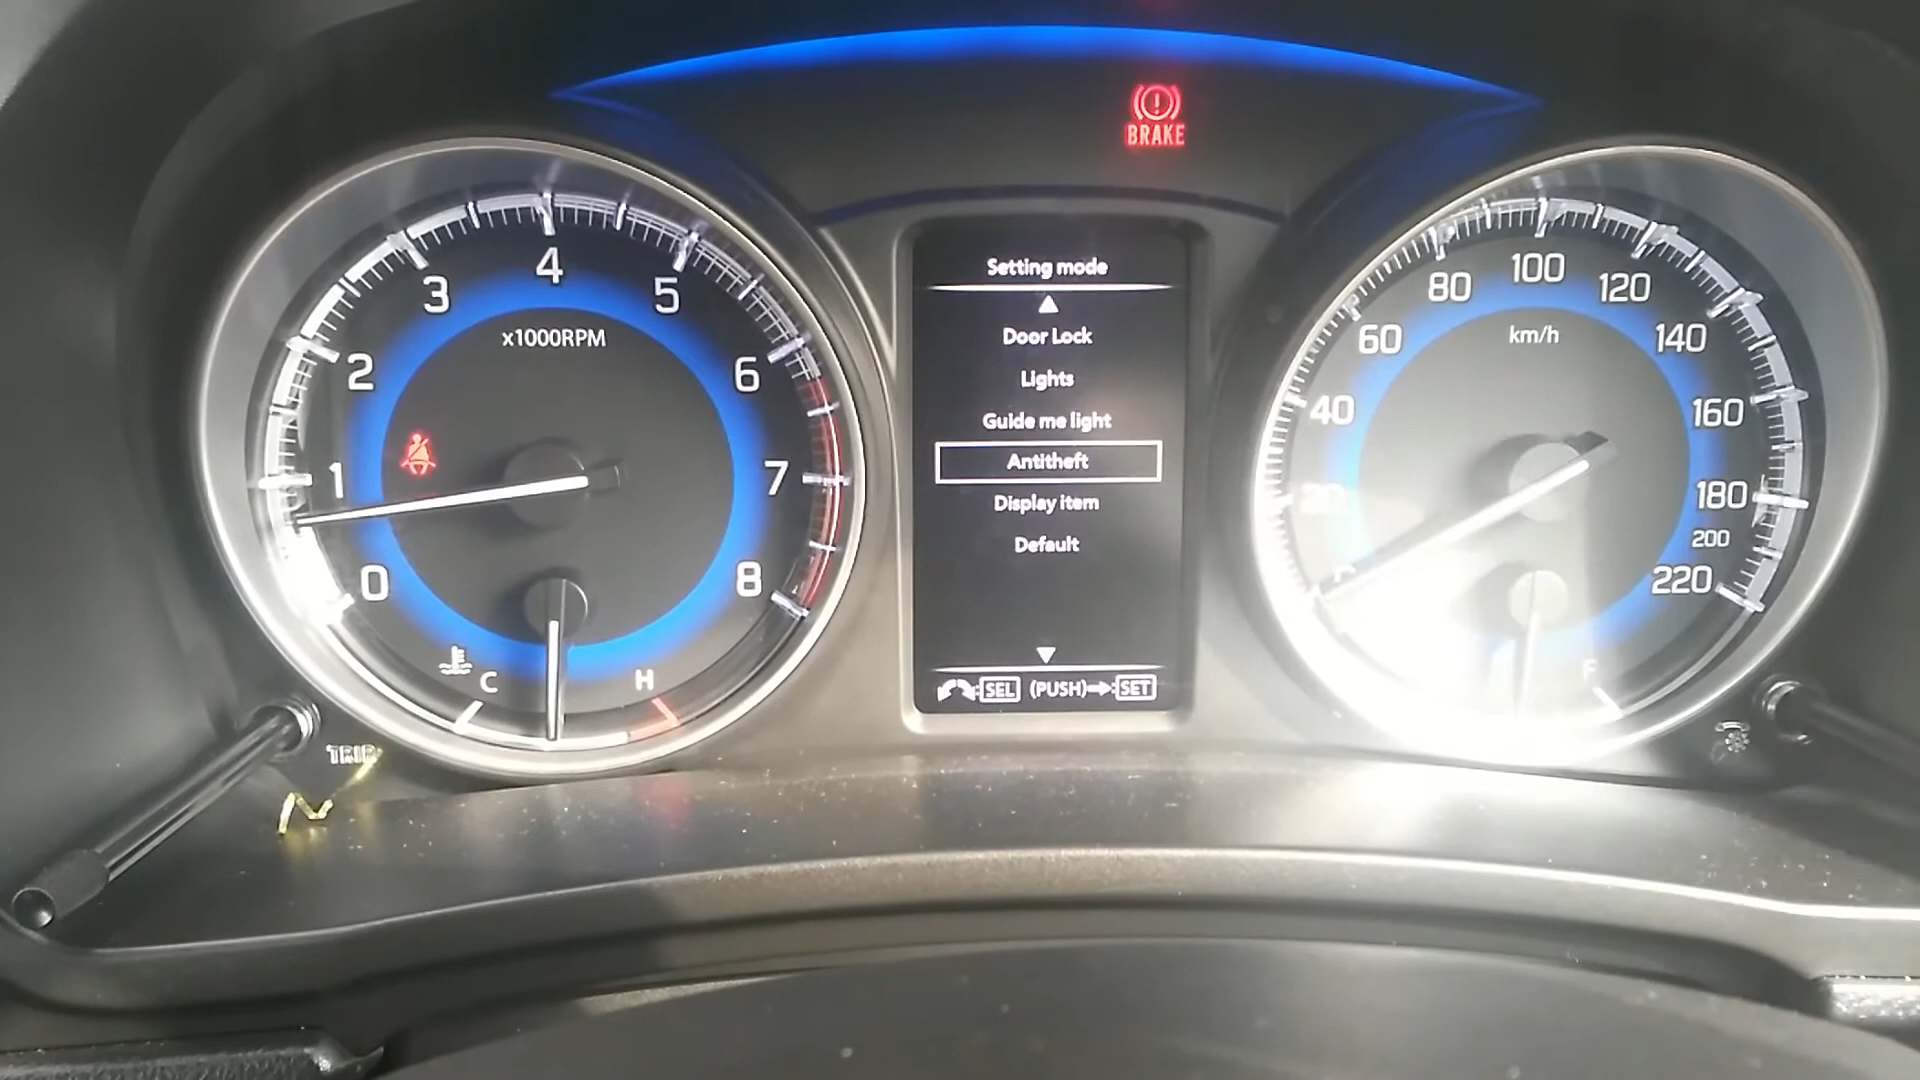 BRAKE
4
3
5
x1000RPM
2
6
1
7
0
8
C
H
TRIP
Setting mode
Door Lock
Lights
Guide me light
Antitheft
Display item
Default
SEL (PUSH) SET
100
80
120
km/h
60
140
40
160
20
180
200
220
F